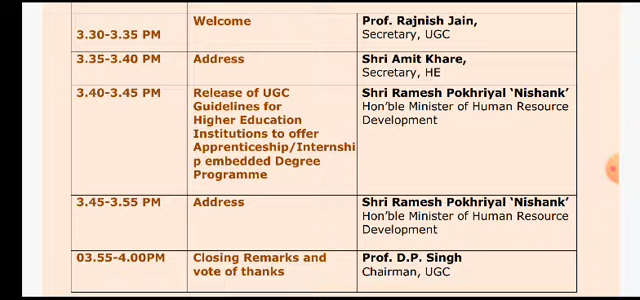 3.30-3.35 PM
Welcome
Prof. Rajnish Jain,
Secretary, UGC
3.35-3.40 PM
Address
Shri Amit Khare,
Secretary, HE
3.40-3.45 PM
Release of UGC
Guidelines for
Higher Education
Institutions to offer
Apprenticeship/Internshi
p embedded Degree
Programme
Shri Ramesh Pokhriyal ‘Nishank’
Hon’ble Minister of Human Resource
Development
3.45-3.55 PM
Address
Shri Ramesh Pokhriyal ‘Nishank’
Hon’ble Minister of Human Resource
Development
03.55-4.00PM
Closing Remarks and
vote of thanks
Prof. D.P. Singh
Chairman, UGC